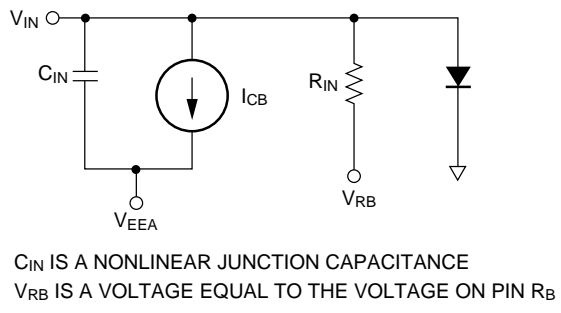 VIN
CIN
ICB
RIN
VRB
VEEA
CIN IS A NONLINEAR JUNCTION CAPACITANCE
VRB IS A VOLTAGE EQUAL TO THE VOLTAGE ON PIN RB